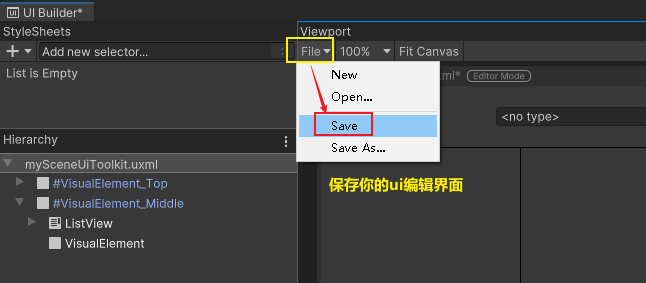 UI Builder*
StyleSheets
Viewport
Add new selector...
File
100%
Fit Canvas
List is Empty
New
ml*
Editor Mode
Open...
<no type>
Save
Hierarchy
Save As...
mySceneUiToolkit.uxml
#VisualElement_Top
保存你的ui编辑界面
#VisualElement_Middle
ListView
VisualElement